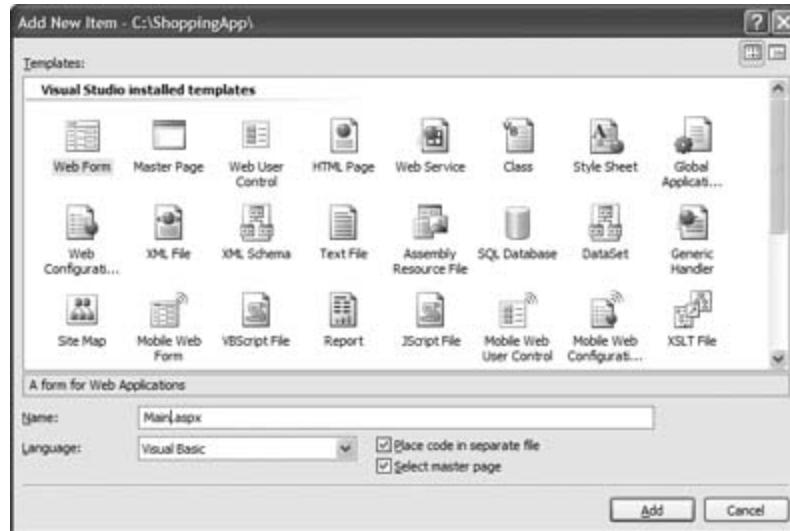 Add New Item - C:\ShoppingApp\
Templates:
Visual Studio installed templates
Web Form
Master Page
Web User
Control
HTML Page
Web Service
Class
Style Sheet
Global
Applicati...
Web
Configurati...
XML File
XML Schema
Text File
Assembly
Resource File
SQL Database
DataSet
Generic
Handler
Site Map
Mobile Web
Form
VBScript File
Report
JScript File
Mobile Web
User Control
Mobile Web
Configurati...
XSLT File
A form for Web Applications
Name:
Main.aspx
Language:
Visual Basic
Place code in separate file
Select master page
Add
Cancel